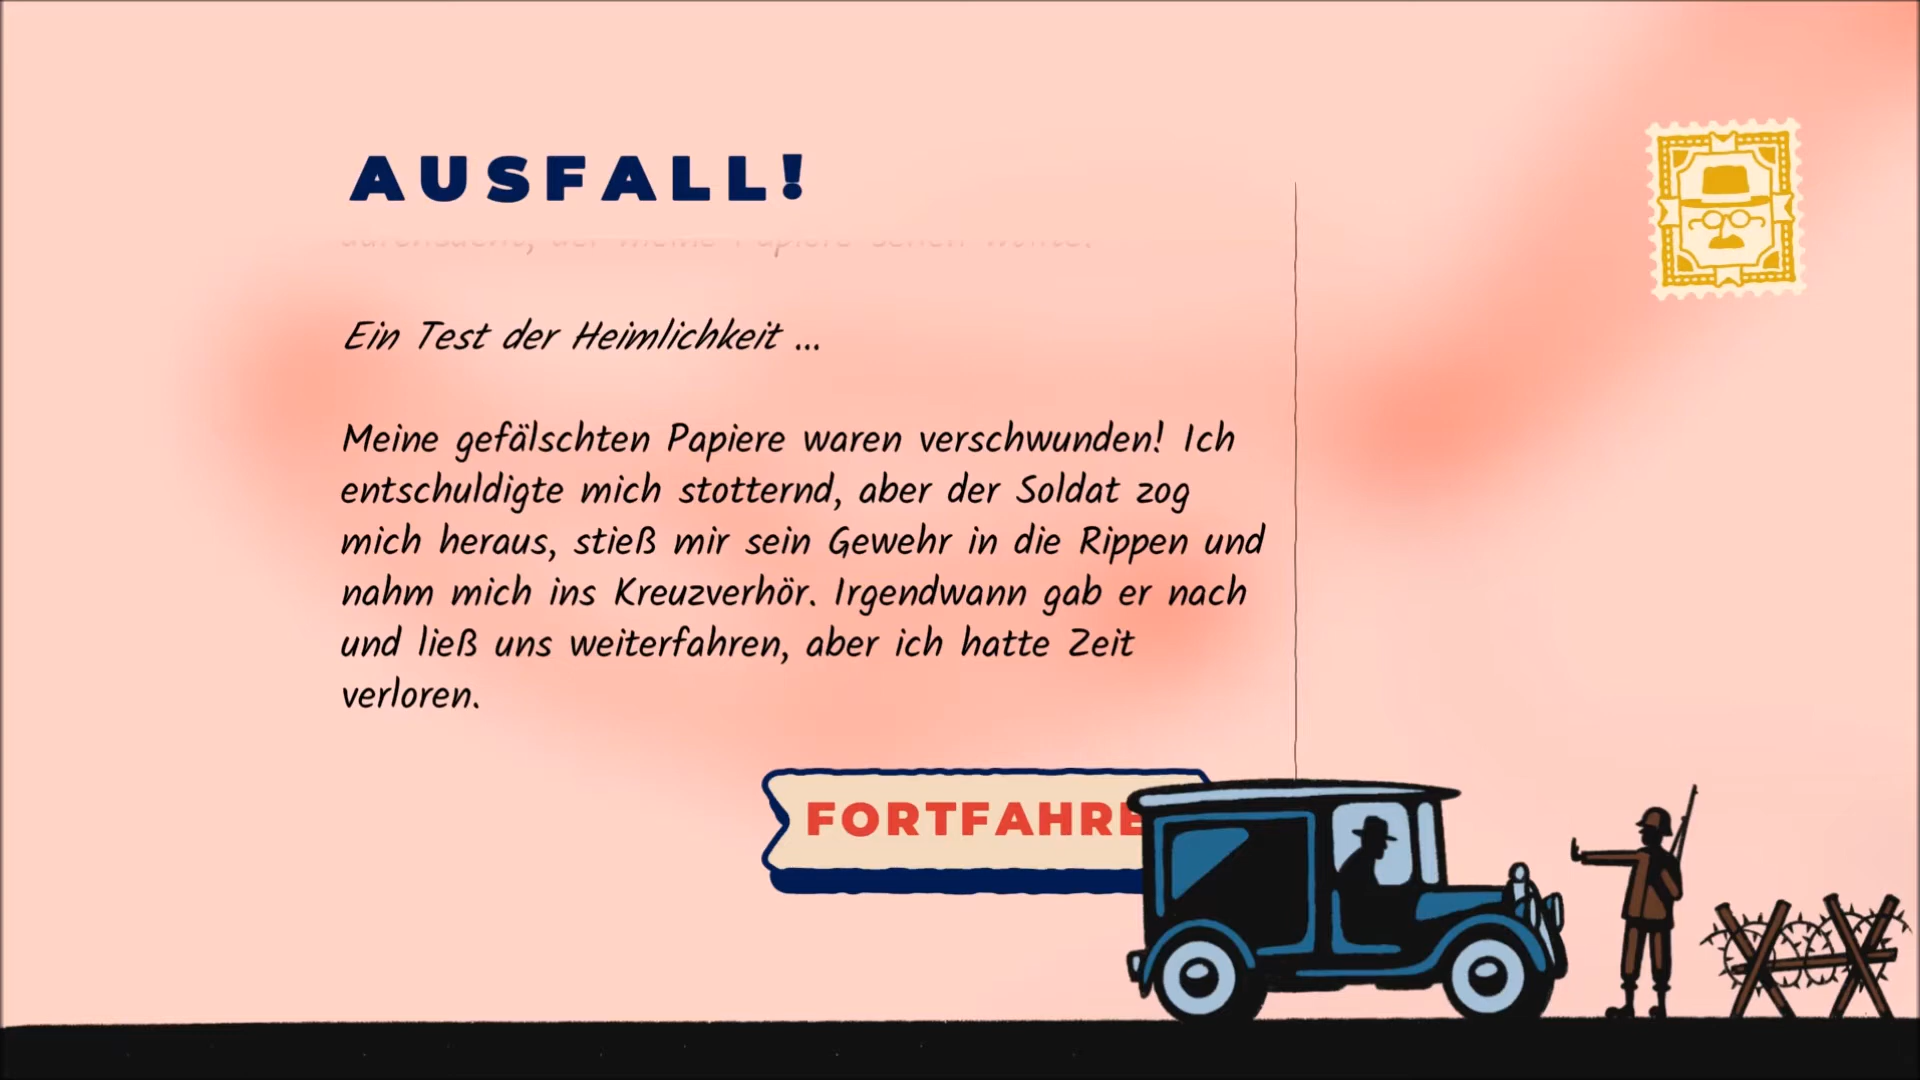 AUSFALL!
Ein Test der Heimlichkeit ...
Meine gefälschten Papiere waren verschwunden! Ich
entschuldigte mich stotternd, aber der Soldat zog
mich heraus, stieß mir sein Gewehr in die Rippen und
nahm mich ins Kreuzverhör. Irgendwann gab er nach
und ließ uns weiterfahren, aber ich hatte Zeit
verloren.
FORTFAHRE